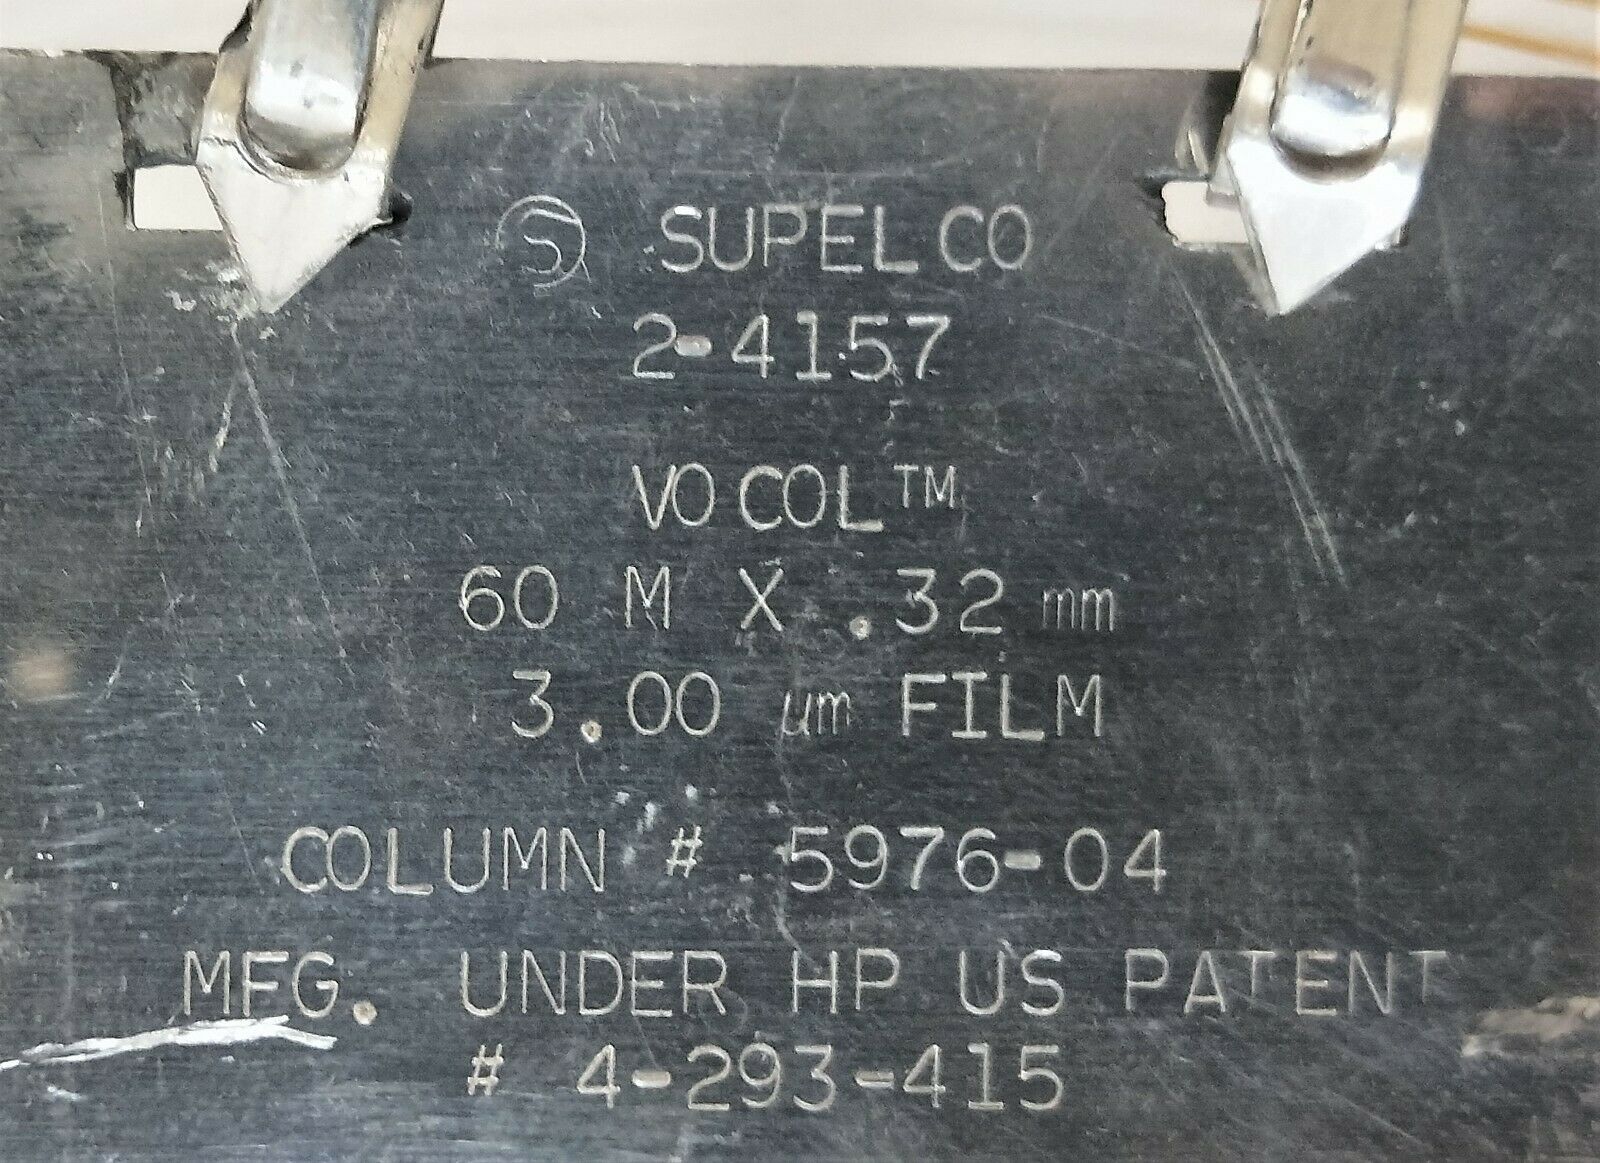 Ⓢ SUPELCO
2-4157
VOCOL™
60 M X .32 mm
3.00 µm FILM
COLUMN # 5976-04
MFG. UNDER HP US PATENT
# 4-293-415